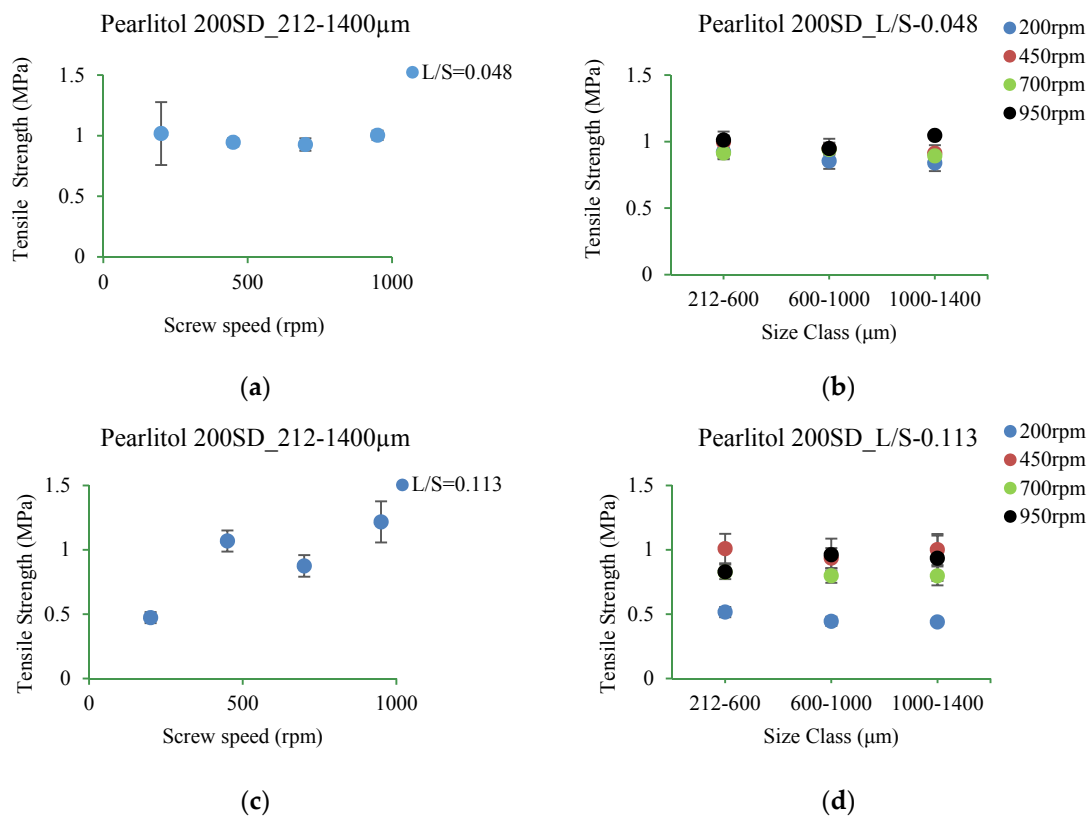 Pearlitol 200SD_212-1400µm
L/S=0.048
Tensile Strength (MPa)
1.5
1
0.5
0
0 500 1000
Screw speed (rpm)
(a)
Pearlitol 200SD_L/S-0.048
200rpm
450rpm
700rpm
950rpm
Tensile Strength (MPa)
1.5
1
0.5
0
212-600 600-1000 1000-1400
Size Class (µm)
(b)
Pearlitol 200SD_212-1400µm
L/S=0.113
Tensile Strength (MPa)
1.5
1
0.5
0
0 500 1000
Screw speed (rpm)
(c)
Pearlitol 200SD_L/S-0.113
200rpm
450rpm
700rpm
950rpm
Tensile Strength (MPa)
1.5
1
0.5
0
212-600 600-1000 1000-1400
Size Class (µm)
(d)